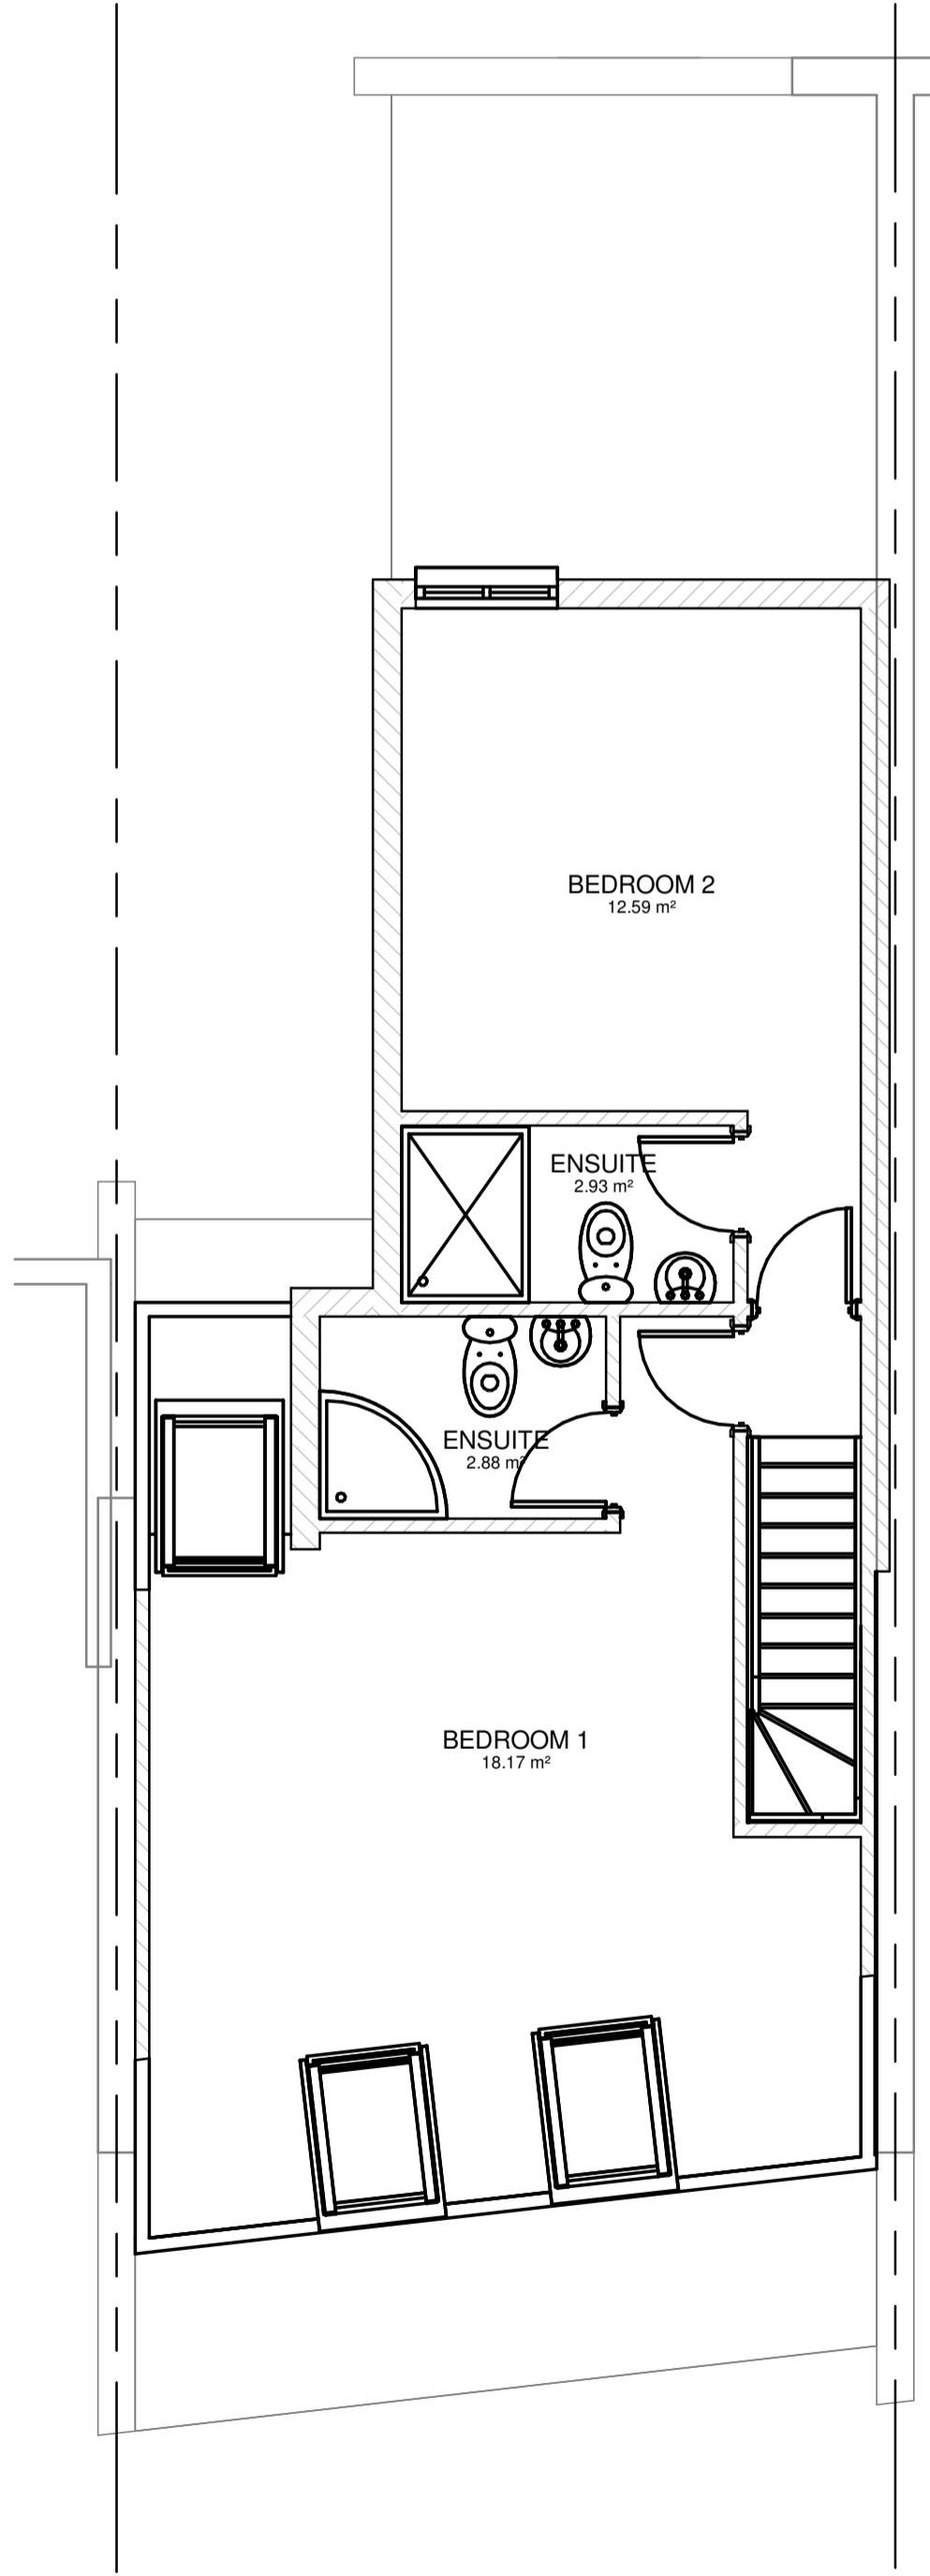 BEDROOM 2
12.59 m²
ENSUITE
2.93 m²
ENSUITE
2.88 m²
BEDROOM 1
18.17 m²